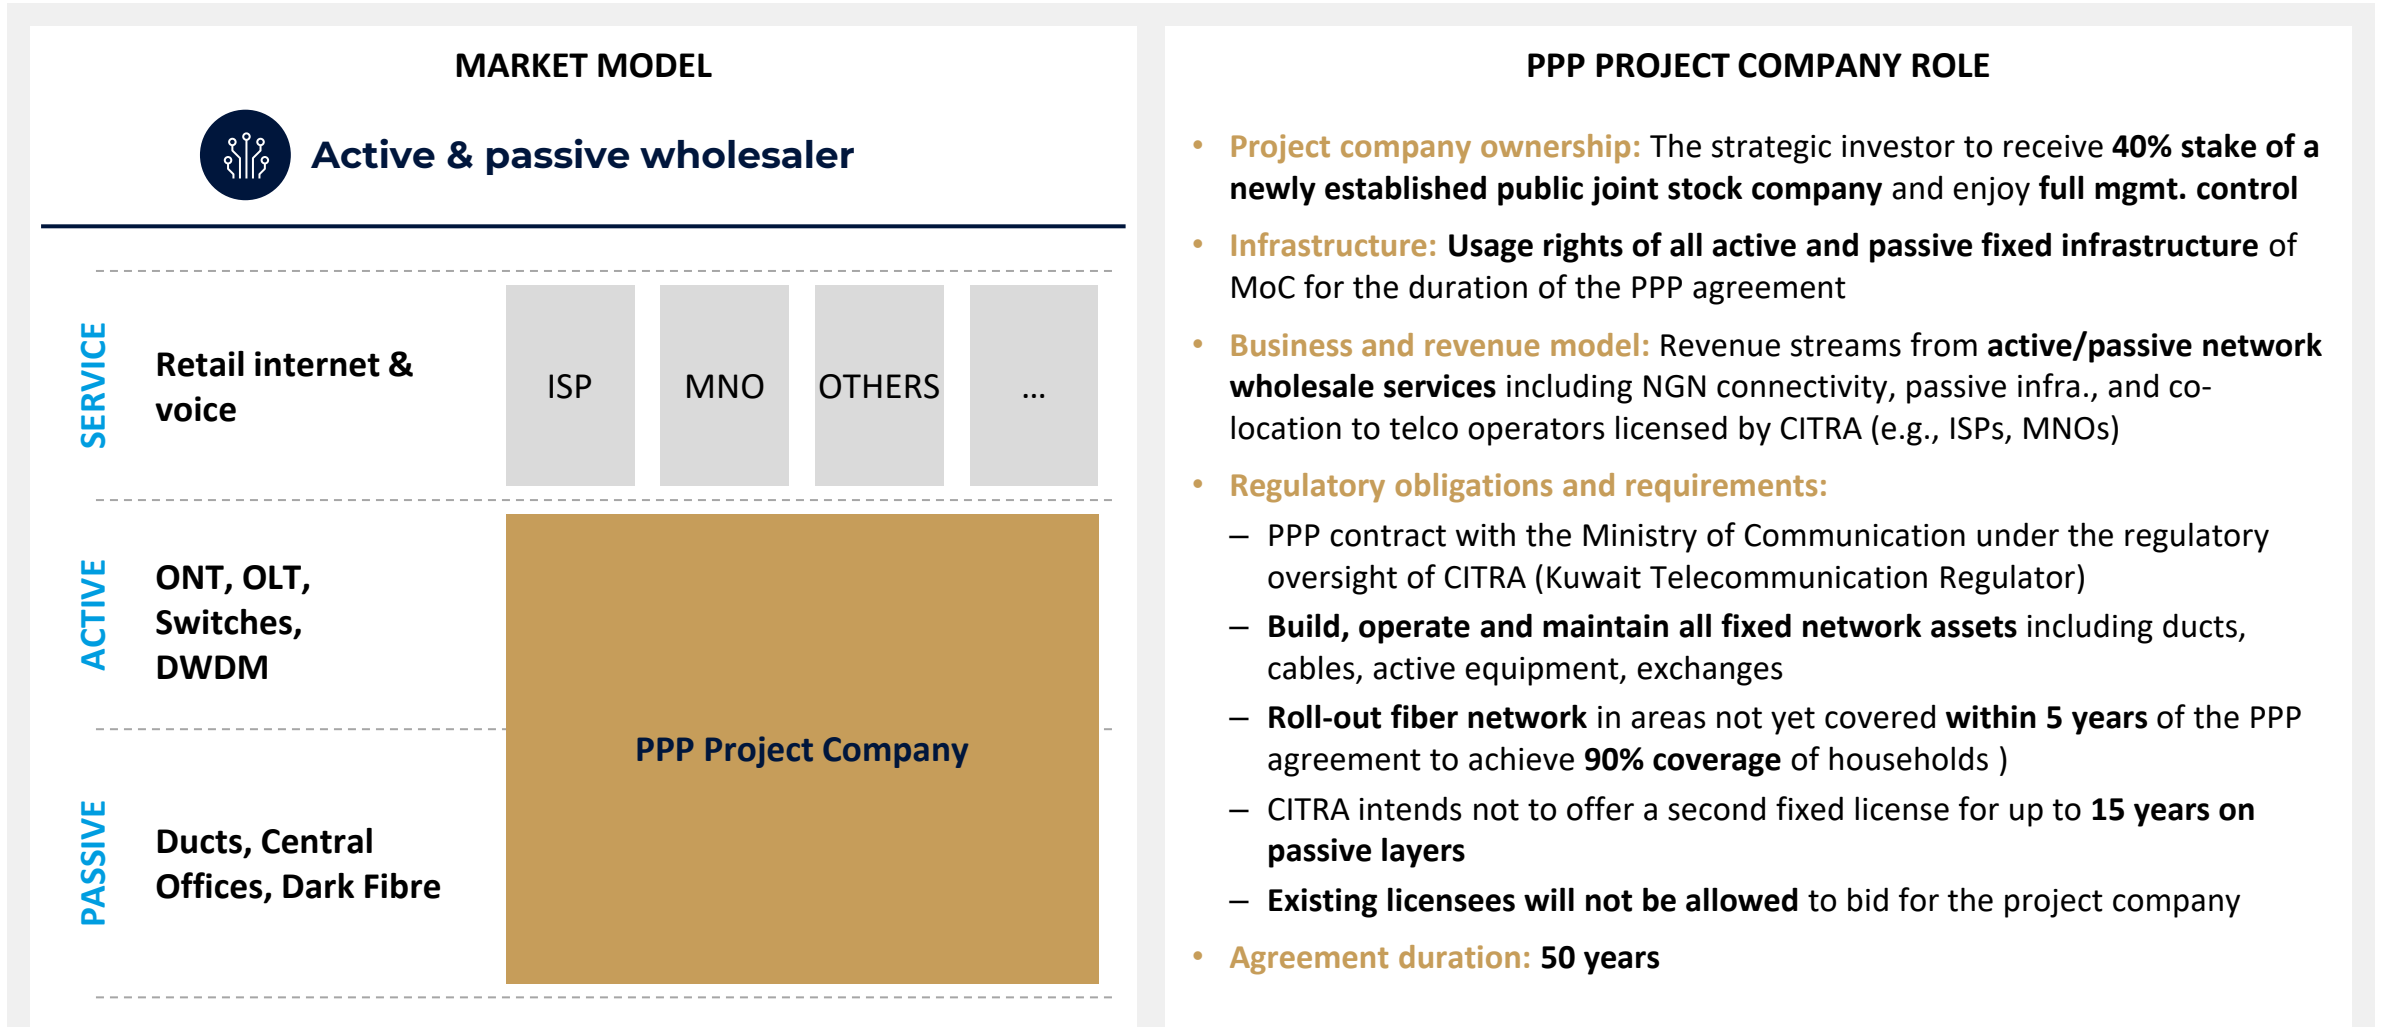 MARKET MODEL
Active & passive wholesaler
SERVICE
Retail internet &
voice
ISP
MNO
OTHERS
...
ACTIVE
ONT, OLT,
Switches,
DWDM
PPP Project Company
PASSIVE
Ducts, Central
Offices, Dark Fibre
PPP PROJECT COMPANY ROLE
• Project company ownership: The strategic investor to receive 40% stake of a
newly established public joint stock company and enjoy full mgmt. control
• Infrastructure: Usage rights of all active and passive fixed infrastructure of
MoC for the duration of the PPP agreement
• Business and revenue model: Revenue streams from active/passive network
wholesale services including NGN connectivity, passive infra., and co-
location to telco operators licensed by CITRA (e.g., ISPs, MNOs)
• Regulatory obligations and requirements:
– PPP contract with the Ministry of Communication under the regulatory
oversight of CITRA (Kuwait Telecommunication Regulator)
– Build, operate and maintain all fixed network assets including ducts,
cables, active equipment, exchanges
– Roll-out fiber network in areas not yet covered within 5 years of the PPP
agreement to achieve 90% coverage of households )
– CITRA intends not to offer a second fixed license for up to 15 years on
passive layers
– Existing licensees will not be allowed to bid for the project company
• Agreement duration: 50 years